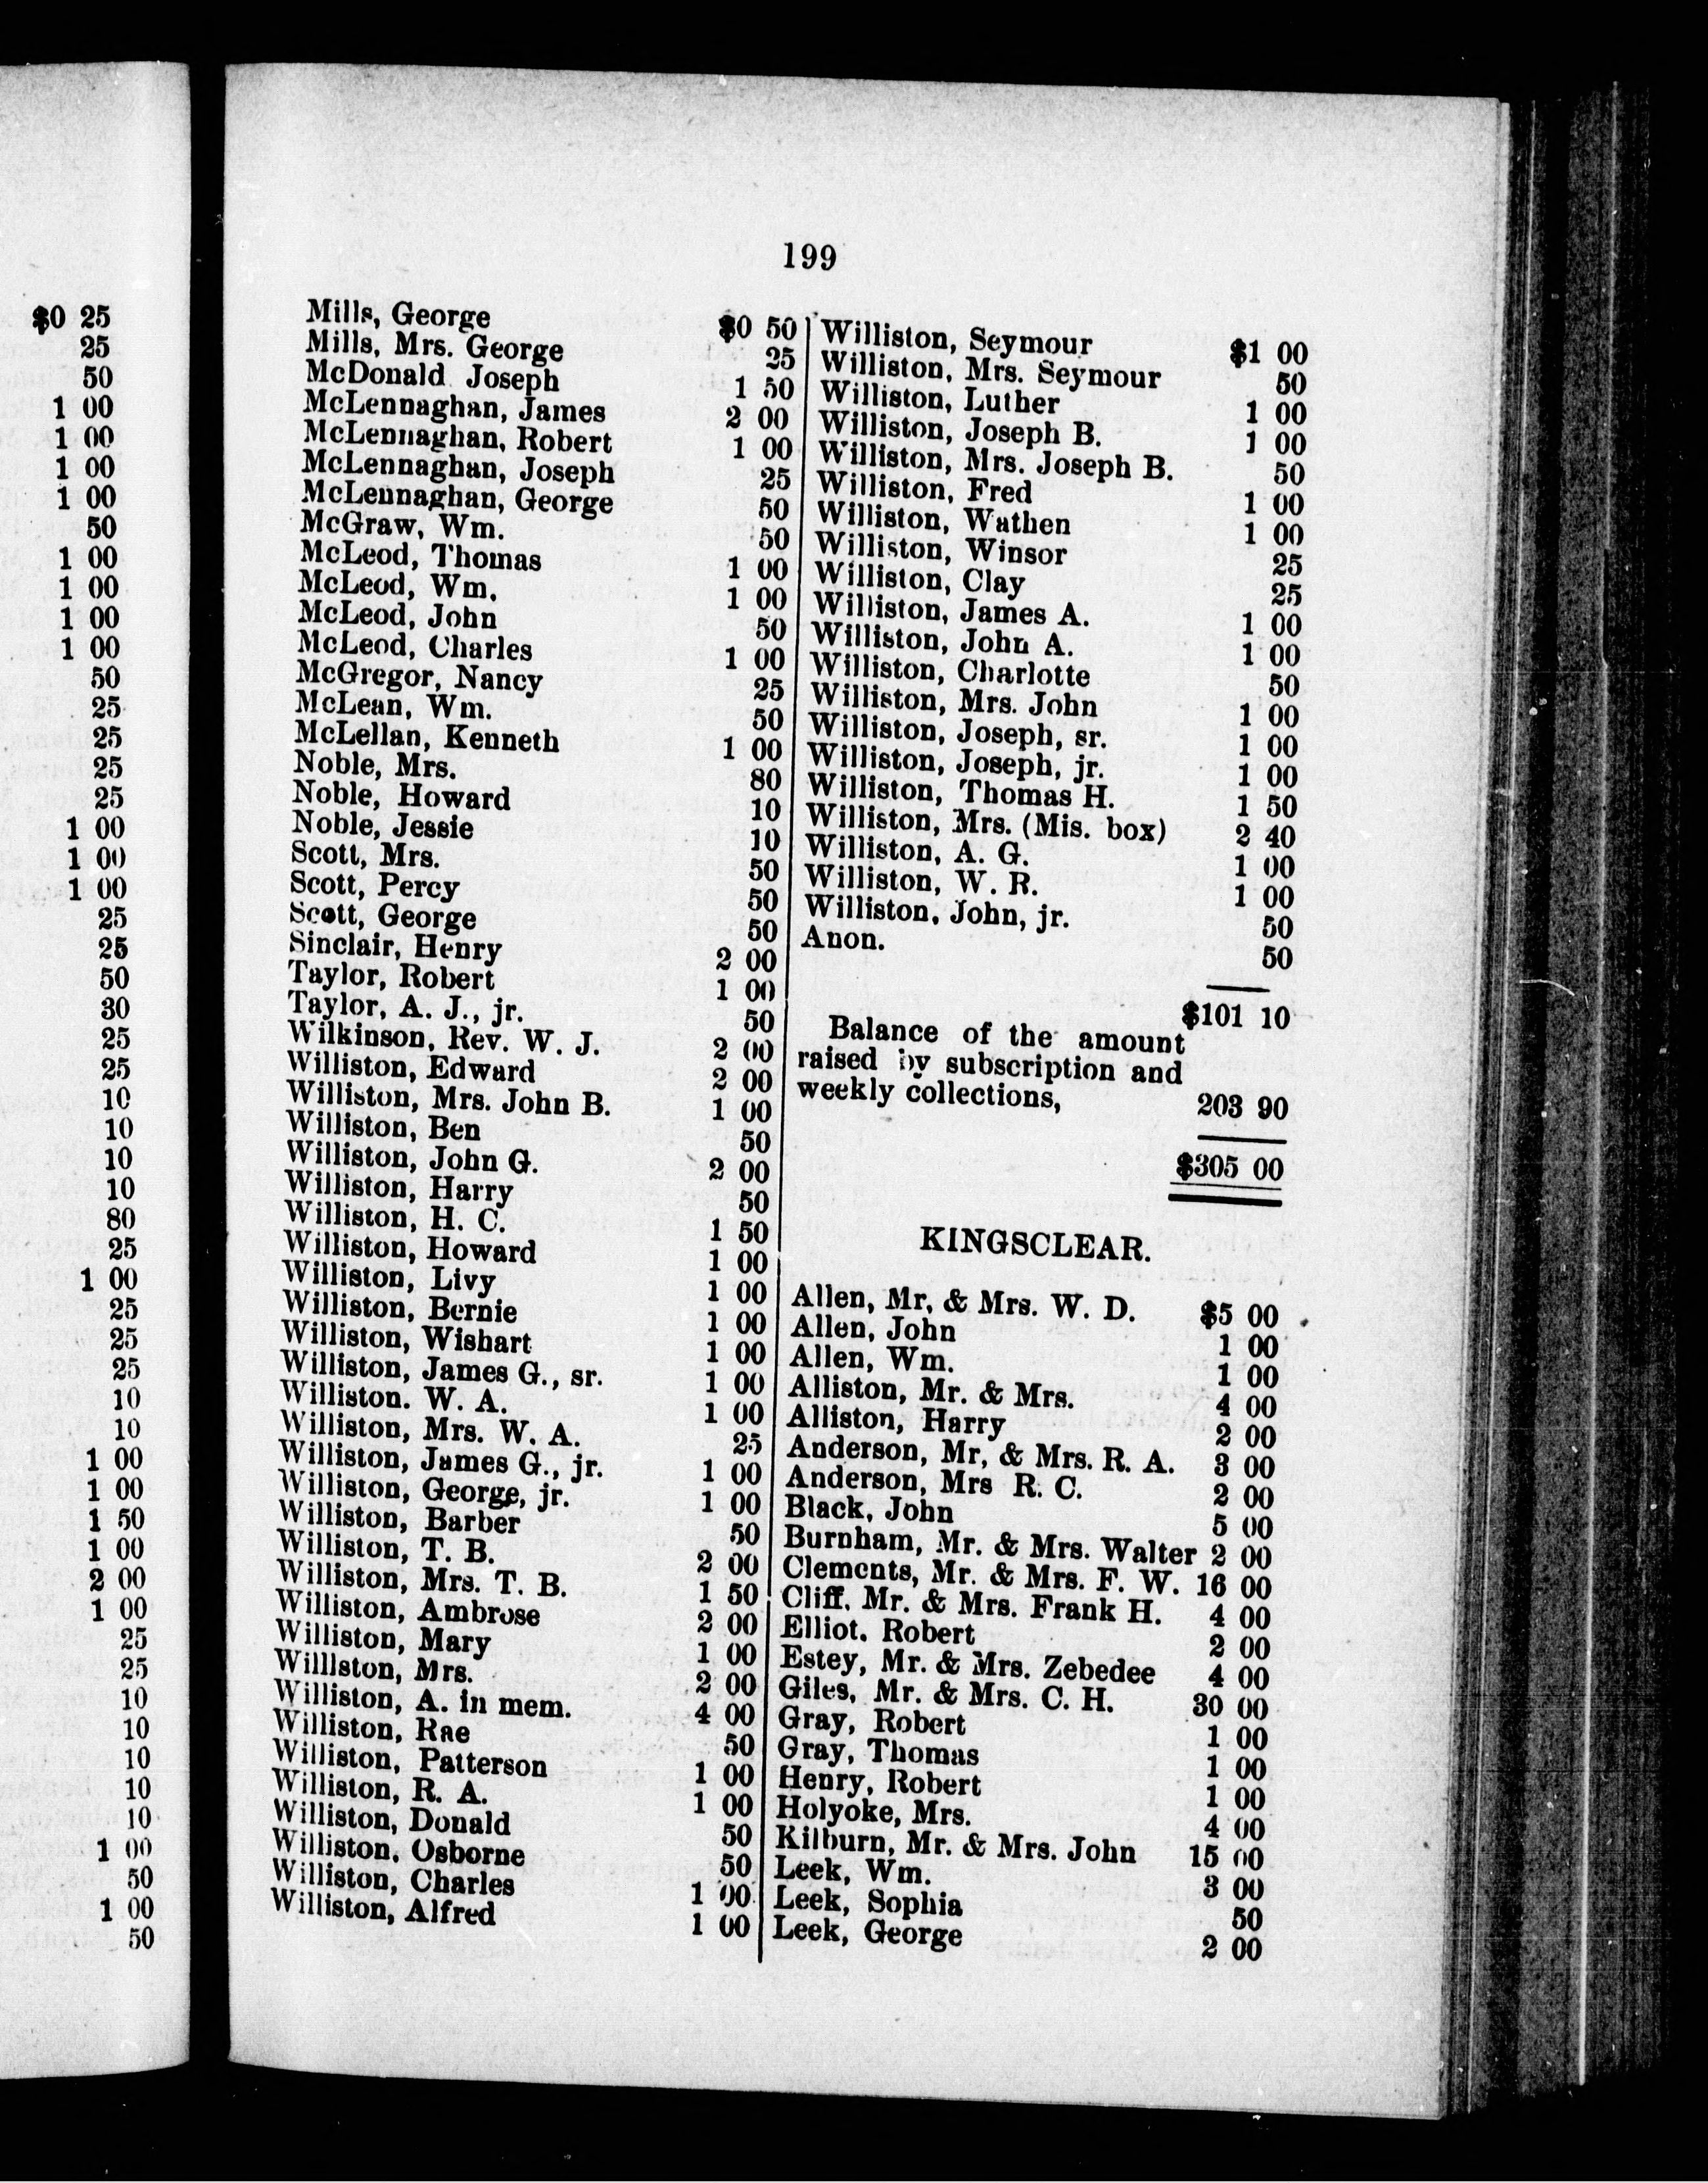 $0 25
25
50
1 00
1 00
1 00
1 00
50
1 00
1 00
1 00
1 00
50
25
25
25
25
1 00
1 00
1 00
25
25
50
30
25
25
10
10
10
10
80
25
1 00
25
25
25
10
10
1 00
1 00
1 50
1 00
2 00
1 00
25
25
10
10
10
10
10
1 00
50
1 00
50
199
Mills, George $0 50
Mills, Mrs. George 25
McDonald Joseph 1 50
McLennaghan, James 2 00
McLennaghan, Robert 1 00
McLennaghan, Joseph 25
McLennaghan, George 50
McGraw, Wm. 50
McLeod, Thomas 1 00
McLeod, Wm. 1 00
McLeod, John 50
McLeod, Charles 1 00
McGregor, Nancy 25
McLean, Wm. 50
McLellan, Kenneth 1 00
Noble, Mrs. 80
Noble, Howard 10
Noble, Jessie 10
Scott, Mrs. 50
Scott, Percy 50
Scott, George 50
Sinclair, Henry 2 00
Taylor, Robert 1 00
Taylor, A. J., jr. 50
Wilkinson, Rev. W. J. 2 00
Williston, Edward 2 00
Williston, Mrs. John B. 1 00
Williston, Ben 50
Williston, John G. 2 00
Williston, Harry 50
Williston, H. C. 1 50
Williston, Howard 1 00
Williston, Livy 1 00
Williston, Bernie 1 00
Williston, Wishart 1 00
Williston, James G., sr. 1 00
Williston. W. A. 1 00
Williston, Mrs. W. A. 25
Williston, James G., jr. 1 00
Williston, George, jr. 1 00
Williston, Barber 50
Williston, T. B. 2 00
Williston, Mrs. T. B. 1 50
Williston, Ambrose 2 00
Williston, Mary 1 00
Williston, Mrs. 2 00
Williston, A. in mem. 4 00
Williston, Rae 50
Williston, Patterson 1 00
Williston, R. A. 1 00
Williston, Donald 50
Williston, Osborne 50
Williston, Charles 1 00
Williston, Alfred 1 00
Williston, Seymour $1 00
Williston, Mrs. Seymour 50
Williston, Luther 1 00
Williston, Joseph B. 1 00
Williston, Mrs. Joseph B. 50
Williston, Fred 1 00
Williston, Wathen 1 00
Williston, Winsor 25
Williston, Clay 25
Williston, James A. 1 00
Williston, John A. 1 00
Williston, Charlotte 50
Williston, Mrs. John 1 00
Williston, Joseph, sr. 1 00
Williston, Joseph, jr. 1 00
Williston, Thomas H. 1 50
Williston, Mrs. (Mis. box) 2 40
Williston, A. G. 1 00
Williston, W. R. 1 00
Williston, John, jr. 50
Anon. 50
$101 10
Balance of the amount
raised by subscription and
weekly collections, 203 90
$305 00
KINGSCLEAR.
Allen, Mr, & Mrs. W. D. $5 00
Allen, John 1 00
Allen, Wm. 1 00
Alliston, Mr. & Mrs. 4 00
Alliston, Harry 2 00
Anderson, Mr, & Mrs. R. A. 3 00
Anderson, Mrs R. C. 2 00
Black, John 5 00
Burnham, Mr. & Mrs. Walter 2 00
Clements, Mr. & Mrs. F. W. 16 00
Cliff. Mr. & Mrs. Frank H. 4 00
Elliot. Robert 2 00
Estey, Mr. & Mrs. Zebedee 4 00
Giles, Mr. & Mrs. C. H. 30 00
Gray, Robert 1 00
Gray, Thomas 1 00
Henry, Robert 1 00
Holyoke, Mrs. 4 00
Kilburn, Mr. & Mrs. John 15 00
Leek, Wm. 3 00
Leek, Sophia 50
Leek, George 2 00